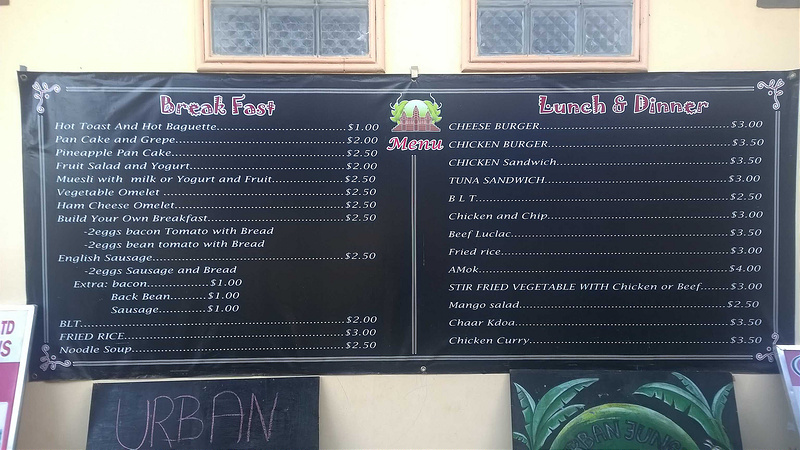 Break Fast
Hot Toast And Hot Baguette..........$1.00
Pan Cake and Grepe..........$2.00
Pineapple Pan Cake..........$2.50
Fruit Salad and Yogurt..........$2.00
Muesli with milk or Yogurt and Fruit..........$2.50
Vegetable Omelet ..........$2.50
Ham Cheese Omelet..........$2.50
Build Your Own Breakfast..........$2.50
-2eggs bacon Tomato with Bread
-2eggs bean tomato with Bread
English Sausage..........$2.50
-2eggs Sausage and Bread
Extra: bacon..........$1.00
Back Bean..........$1.00
Sausage..........$1.00
BLT..........$2.00
FRIED RICE..........$3.00
Noodle Soup..........$2.50
Menu
Lunch & Dinner
CHEESE BURGER..........$3.00
CHICKEN BURGER..........$3.50
CHICKEN Sandwich..........$3.50
TUNA SANDWICH..........$3.00
B L T..........$2.50
Chicken and Chip..........$3.00
Beef Luclac..........$3.50
Fried rice..........$3.00
AMok..........$4.00
STIR FRIED VEGETABLE WITH Chicken or Beef..........$3.00
Mango salad..........$2.50
Chaar Kdoa..........$3.50
Chicken Curry..........$3.50
TD
S
URBAN
BAN JUNG